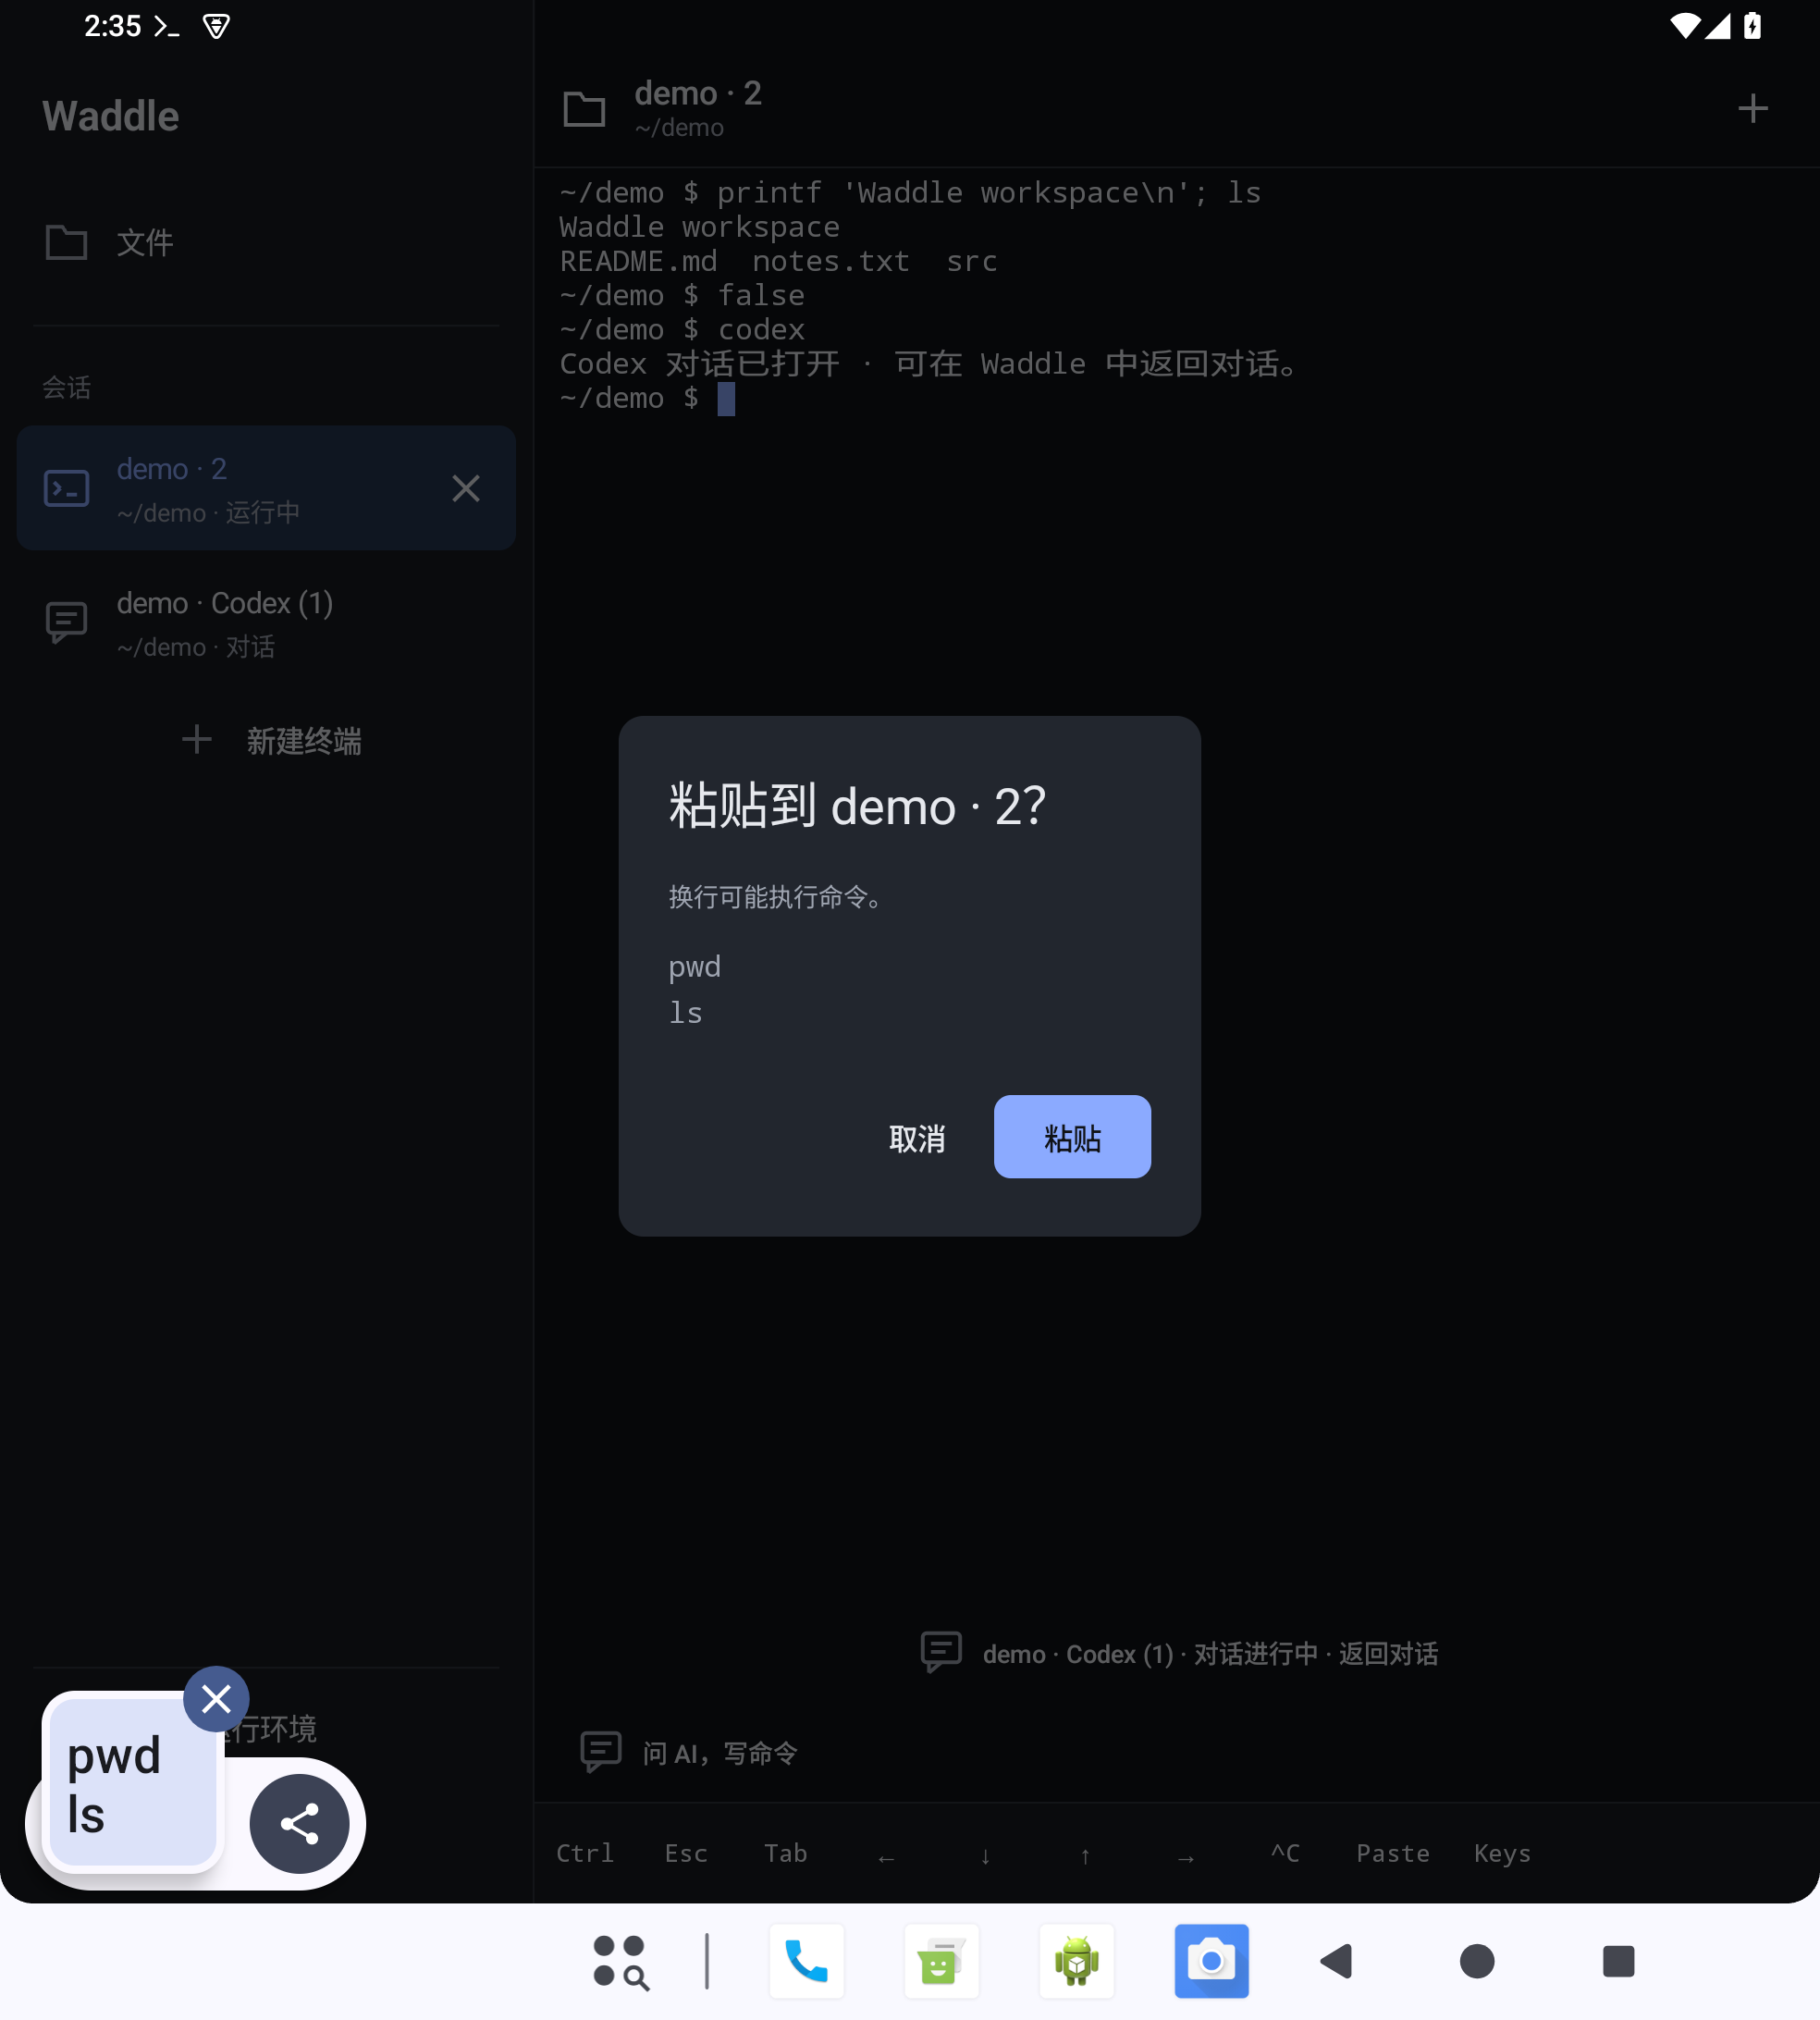 2:35
Waddle
文件
会话
demo · 2
~/demo · 运行中
demo · Codex (1)
~/demo · 对话
新建终端
行环境
pwd
ls
demo · 2
~/demo
~/demo $ printf 'Waddle workspace\n'; ls
Waddle workspace
README.md  notes.txt  src
~/demo $ false
~/demo $ codex
Codex 对话已打开 · 可在 Waddle 中返回对话。
~/demo $
粘贴到 demo · 2?
换行可能执行命令。
pwd
ls
取消 粘贴
demo · Codex (1) · 对话进行中 · 返回对话
问 AI，写命令
Ctrl Esc Tab ← ↓ ↑ → ^C Paste Keys